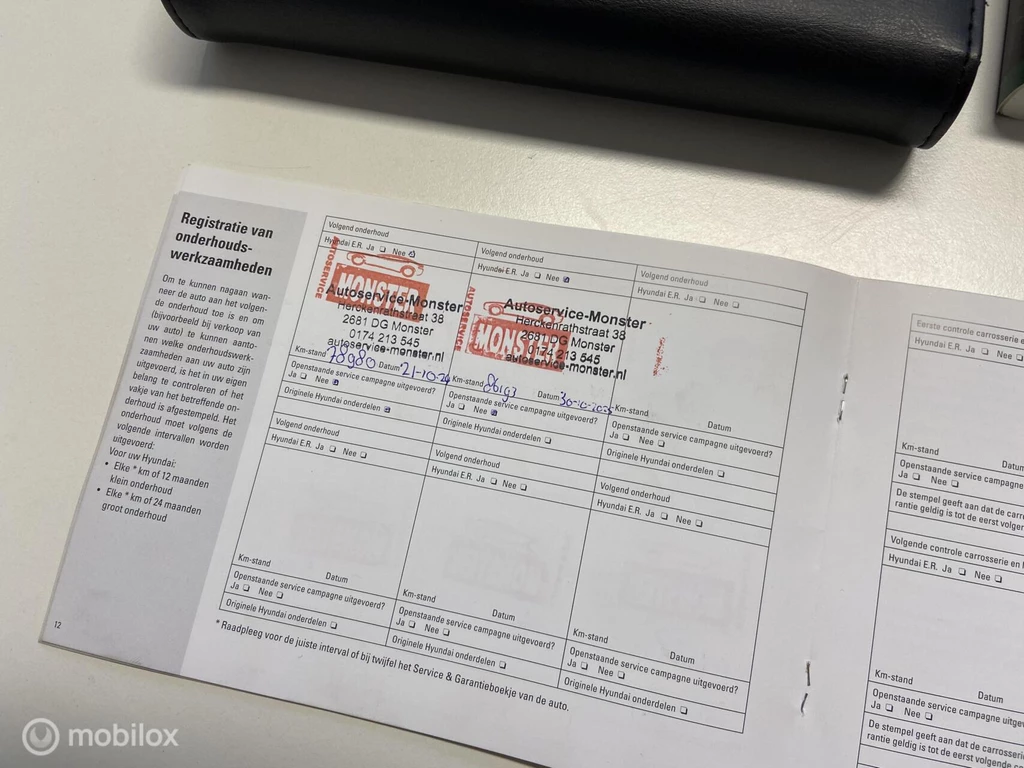 Registratie van
onderhouds-
werkzaamheden
Om te kunnen nagaan wan-
neer de auto aan het volgen-
de onderhoud toe is en om
(bijvoorbeeld bij verkoop van
uw auto) te kunnen aanto-
nen welke onderhoudswerk-
zaamheden aan uw auto zijn
uitgevoerd, is het in uw eigen
belang te controleren of het
vakje van het betreffende on-
derhoud is afgestempeld. Het
onderhoud moet volgens de
volgende intervallen worden
uitgevoerd:
Voor uw Hyundai:
• Elke * km of 12 maanden
klein onderhoud
• Elke * km of 24 maanden
groot onderhoud
12
Volgend onderhoud
Hyundai E.R. Ja Nee
AUTOSERVICE
MONSTER
Autoservice-Monster
Herckenrathstraat 38
2681 DG Monster
0174 213 545
autoservice-monster.nl
Km-stand 78980 Datum 21-10-24
Openstaande service campagne uitgevoerd?
Ja Nee
Originele Hyundai onderdelen
Volgend onderhoud
Hyundai E.R. Ja Nee
AUTOSERVICE
MONSTER
Autoservice-Monster
Herckenrathstraat 38
2681 DG Monster
0174 213 545
autoservice-monster.nl
Km-stand 86193 Datum 30-10-2025
Openstaande service campagne uitgevoerd?
Ja Nee
Originele Hyundai onderdelen
Volgend onderhoud
Hyundai E.R. Ja Nee
Km-stand Datum
Openstaande service campagne uitgevoerd?
Ja Nee
Originele Hyundai onderdelen
Volgend onderhoud
Hyundai E.R. Ja Nee
Km-stand Datum
Openstaande service campagne uitgevoerd?
Ja Nee
Originele Hyundai onderdelen
Volgend onderhoud
Hyundai E.R. Ja Nee
Km-stand Datum
Openstaande service campagne uitgevoerd?
Ja Nee
Originele Hyundai onderdelen
Volgend onderhoud
Hyundai E.R. Ja Nee
Km-stand Datum
Openstaande service campagne uitgevoerd?
Ja Nee
Originele Hyundai onderdelen
* Raadpleeg voor de juiste interval of bij twijfel het Service & Garantieboekje van de auto.
Eerste controle carrosserie en
Hyundai E.R. Ja Nee
Km-stand Datum
Openstaande service campagne
Ja Nee
De stempel geeft aan dat de carro
rantie geldig is tot de eerst volgen
Volgende controle carrosserie en
Hyundai E.R. Ja Nee
Km-stand Datum
Openstaande service campagne
Ja Nee
De stempel geeft aan dat de carrosseri
rantie geldig is tot de eerst volgende co
mobilox